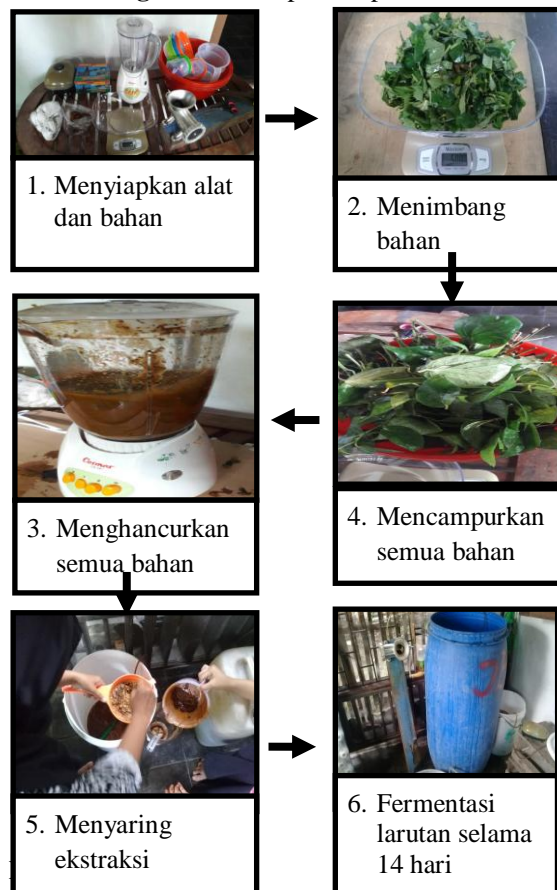 1. Menyiapkan alat
dan bahan
2. Menimbang
bahan
3. Menghancurkan
semua bahan
4. Mencampurkan
semua bahan
5. Menyaring
ekstraksi
6. Fermentasi
larutan selama
14 hari